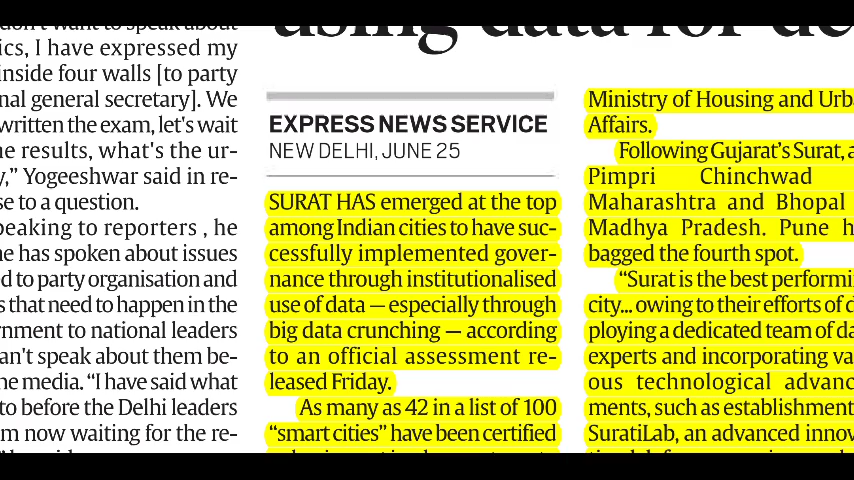 using data for de
ics, I have expressed my
inside four walls [to party
nal general secretary]. We
written the exam, let's wait
e results, what's the ur-
y,” Yogeeshwar said in re-
se to a question.
peaking to reporters , he
he has spoken about issues
ed to party organisation and
s that need to happen in the
rnment to national leaders
can't speak about them be-
he media. “I have said what
to before the Delhi leaders
m now waiting for the re-
EXPRESS NEWS SERVICE
NEW DELHI, JUNE 25
SURAT HAS emerged at the top
among Indian cities to have suc-
cessfully implemented gover-
nance through institutionalised
use of data — especially through
big data crunching — according
to an official assessment re-
leased Friday.
As many as 42 in a list of 100
“smart cities” have been certified
Ministry of Housing and Urb
Affairs.
Following Gujarat’s Surat, a
Pimpri Chinchwad
Maharashtra and Bhopal
Madhya Pradesh. Pune h
bagged the fourth spot.
“Surat is the best performi
city... owing to their efforts of d
ploying a dedicated team of da
experts and incorporating va
ous technological advanc
ments, such as establishment
SuratiLab, an advanced innov